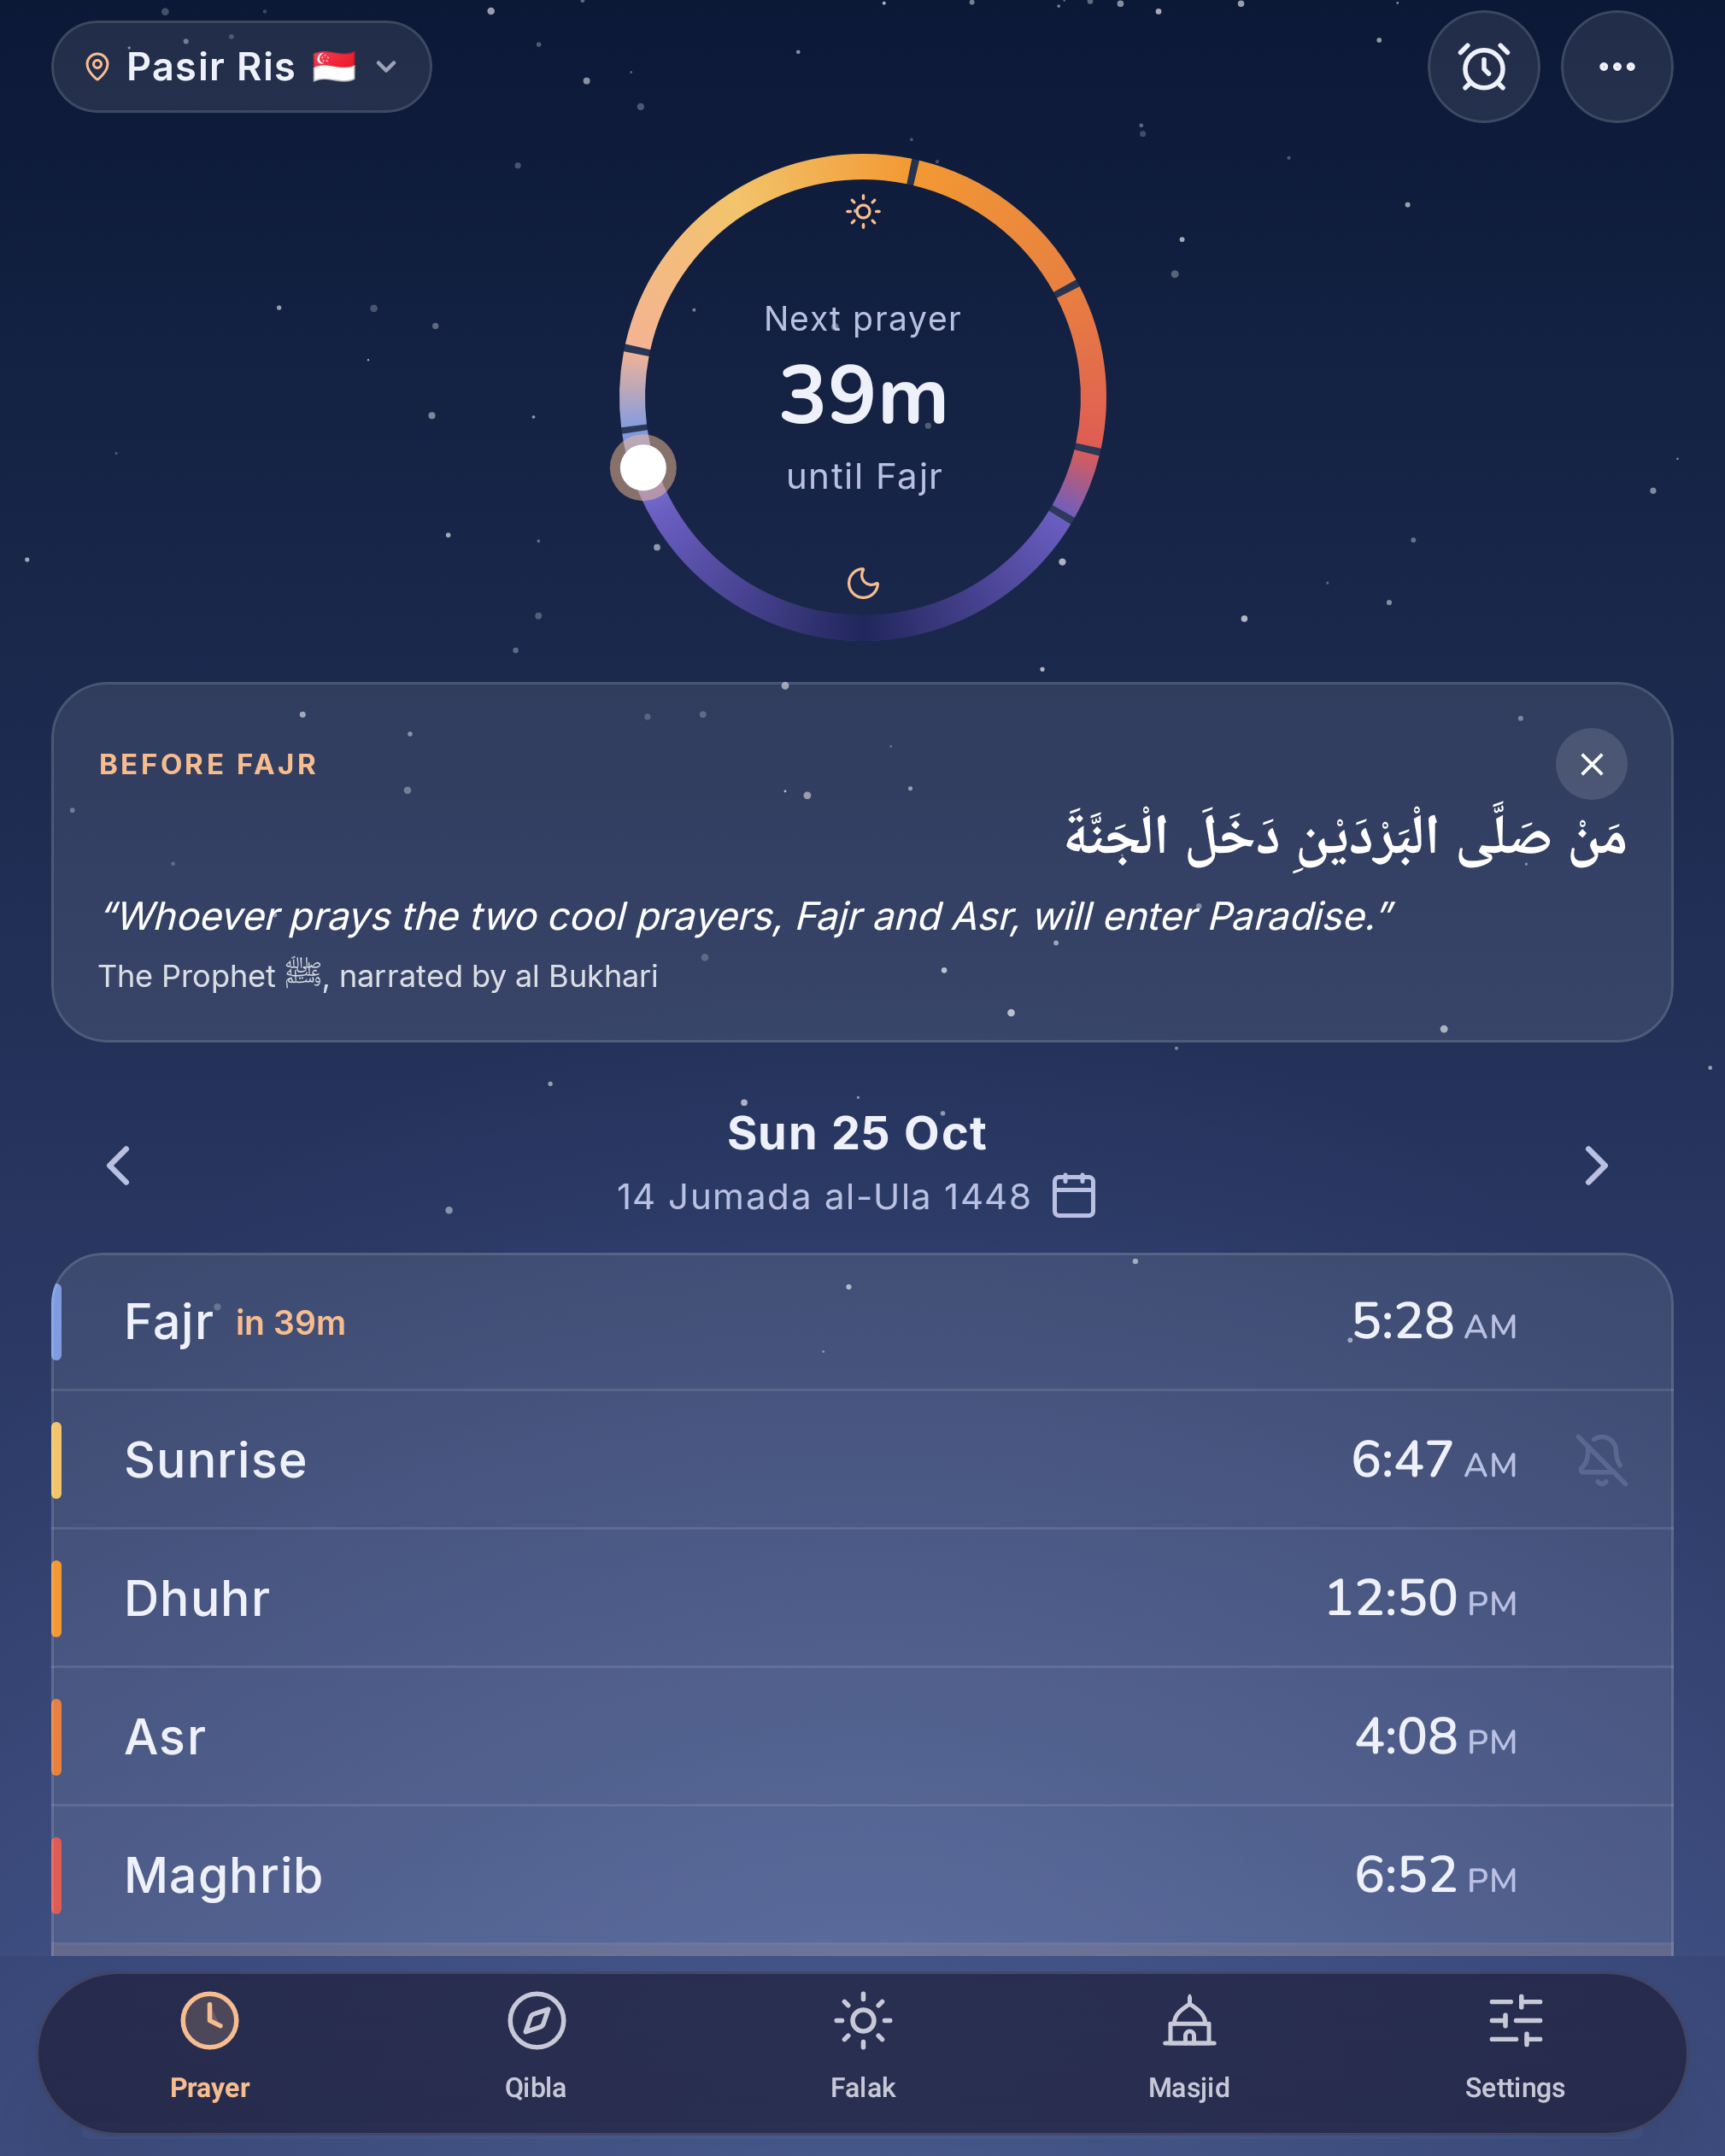 Pasir Ris 🇸🇬
Next prayer
39m
until Fajr
BEFORE FAJR
مَنْ صَلَّى الْبَرْدَيْنِ دَخَلَ الْجَنَّةَ
“Whoever prays the two cool prayers, Fajr and Asr, will enter Paradise.”
The Prophet ﷺ, narrated by al Bukhari
Sun 25 Oct
14 Jumada al-Ula 1448
Fajr in 39m 5:28 AM
Sunrise 6:47 AM
Dhuhr 12:50 PM
Asr 4:08 PM
Maghrib 6:52 PM
Prayer Qibla Falak Masjid Settings